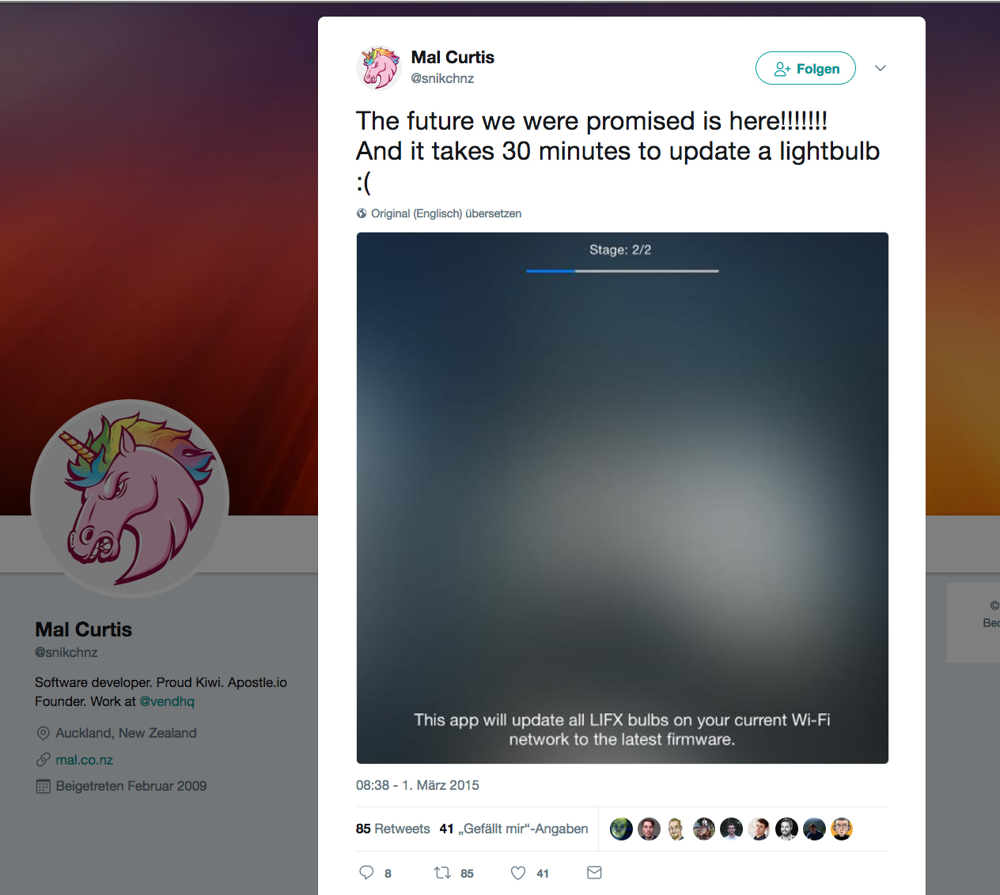 Mal Curtis
@snikchnz
Folgen
The future we were promised is here!!!!!!!
And it takes 30 minutes to update a lightbulb
:(
Original (Englisch) übersetzen
Stage: 2/2
This app will update all LIFX bulbs on your current Wi-Fi
network to the latest firmware.
08:38 - 1. März 2015
85 Retweets 41 „Gefällt mir“-Angaben
8 85 41
Mal Curtis
@snikchnz
Software developer. Proud Kiwi. Apostle.io
Founder. Work at @vendhq
Auckland, New Zealand
mal.co.nz
Beigetreten Februar 2009
©